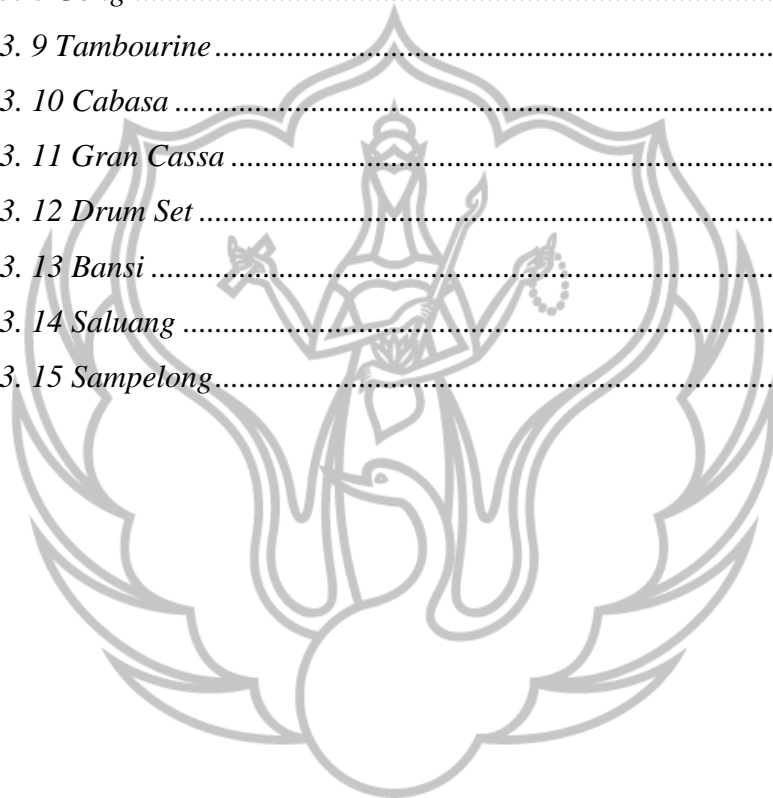 3. 9 Tambourine..........................................................................
3. 10 Cabasa ...............................................................................
3. 11 Gran Cassa ........................................................................
3. 12 Drum Set ............................................................................
3. 13 Bansi ..................................................................................
3. 14 Saluang ..............................................................................
3. 15 Sampelong..........................................................................